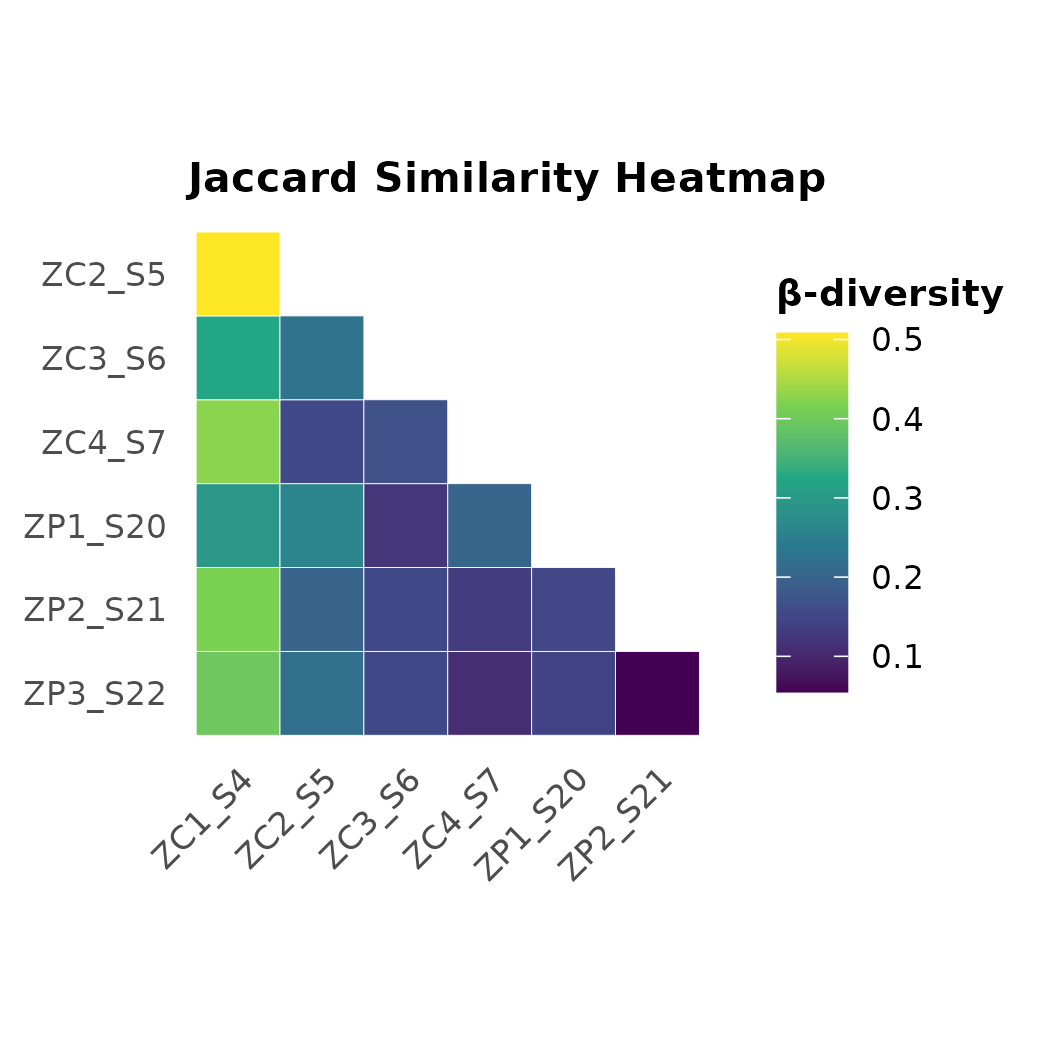 Jaccard Similarity Heatmap
ZC2_S5
ZC3_S6
ZC4_S7
ZP1_S20
ZP2_S21
ZP3_S22
ZC1_S4
ZC2_S5
ZC3_S6
ZC4_S7
ZP1_S20
ZP2_S21
β-diversity
0.5
0.4
0.3
0.2
0.1